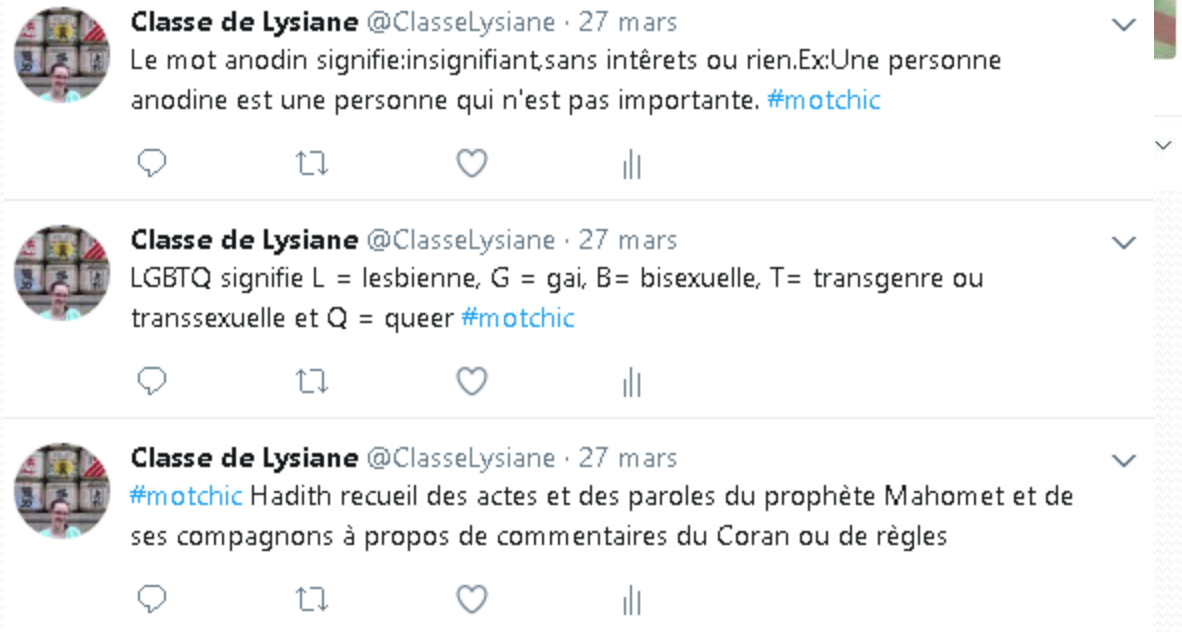 Classe de Lysiane @ClasseLysiane · 27 mars
Le mot anodin signifie:insignifiant,sans intêrets ou rien.Ex:Une personne
anodine est une personne qui n'est pas importante. #motchic
Classe de Lysiane @ClasseLysiane · 27 mars
LGBTQ signifie L = lesbienne, G = gai, B= bisexuelle, T= transgenre ou
transsexuelle et Q = queer #motchic
Classe de Lysiane @ClasseLysiane · 27 mars
#motchic Hadith recueil des actes et des paroles du prophète Mahomet et de
ses compagnons à propos de commentaires du Coran ou de règles